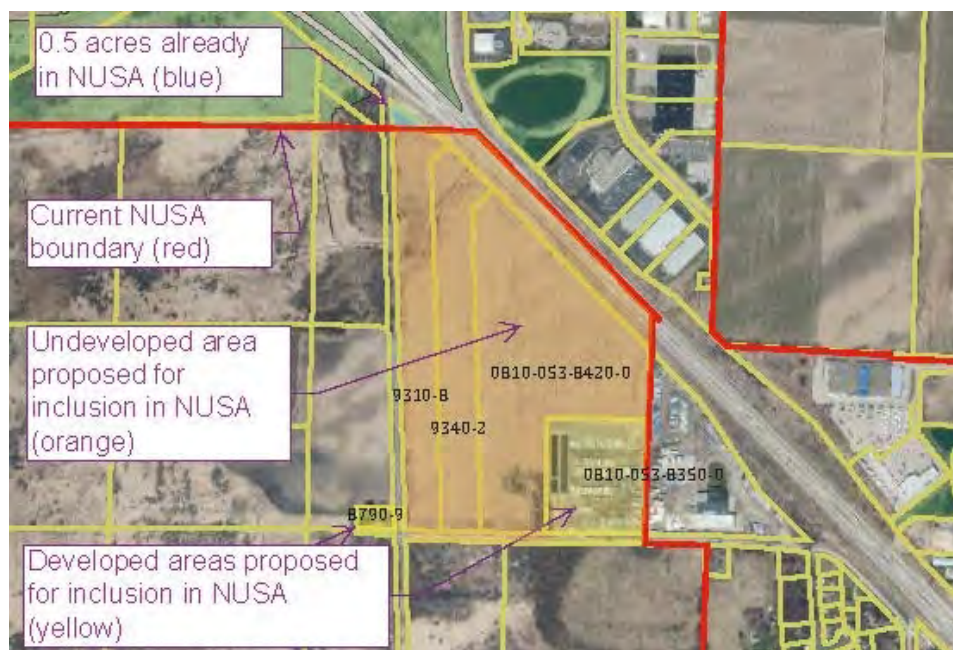 0.5 acres already
in NUSA (blue)
Current NUSA
boundary (red)
Undeveloped area
proposed for
inclusion in NUSA
(orange)
0810-053-8420-0
9310-8
9340-2
0810-053-8350-0
8790-9
Developed areas proposed
for inclusion in NUSA
(yellow)